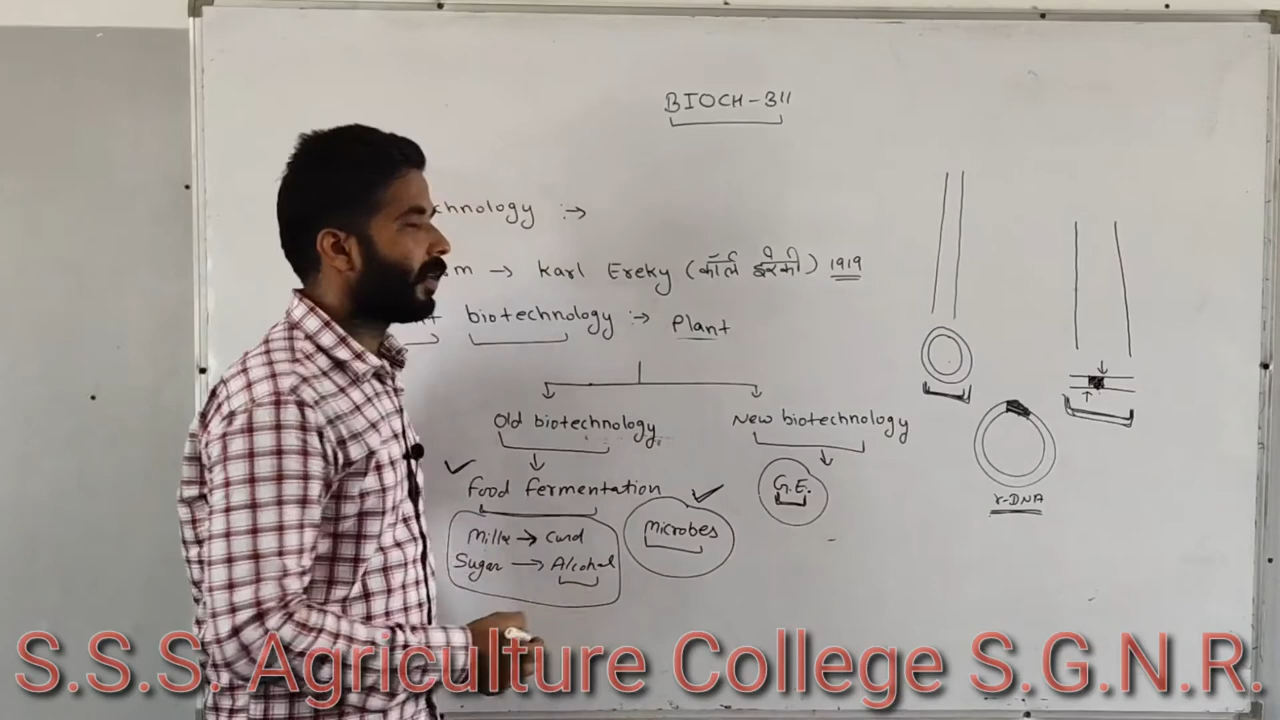 BIOCH-311
chnology :→
m → Karl Ereky (कार्ल इरेकी) 1919
biotechnology :→ Plant
Old biotechnology
New biotechnology
Food fermentation
G.E.
Milk → Curd
Microbes
Sugar → Alcohol
r-DNA
S.S.S. Agriculture College S.G.N.R.